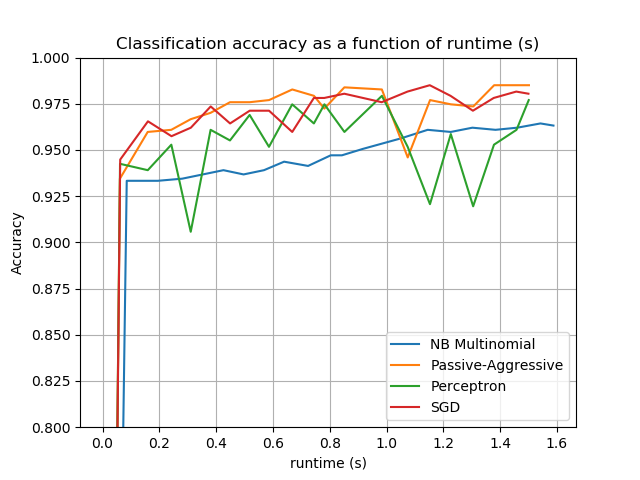 Classification accuracy as a function of runtime (s)
1.000
0.975
0.950
0.925
0.900
0.875
0.850
0.825
0.800
Accuracy
NB Multinomial
Passive-Aggressive
Perceptron
SGD
0.0 0.2 0.4 0.6 0.8 1.0 1.2 1.4 1.6
runtime (s)